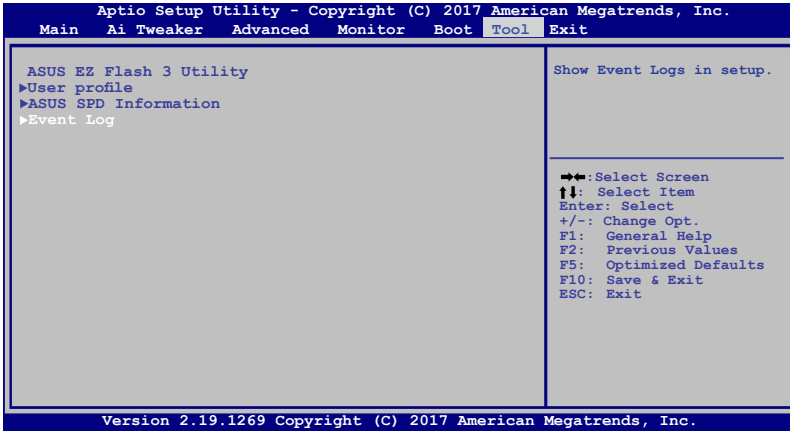 Aptio Setup Utility - Copyright (C) 2017 American Megatrends, Inc.
Main Ai Tweaker Advanced Monitor Boot Tool Exit
ASUS EZ Flash 3 Utility
▶User profile
▶ASUS SPD Information
▶Event Log
Show Event Logs in setup.
→←:Select Screen
↑↓: Select Item
Enter: Select
+/-: Change Opt.
F1: General Help
F2: Previous Values
F5: Optimized Defaults
F10: Save & Exit
ESC: Exit
Version 2.19.1269 Copyright (C) 2017 American Megatrends, Inc.